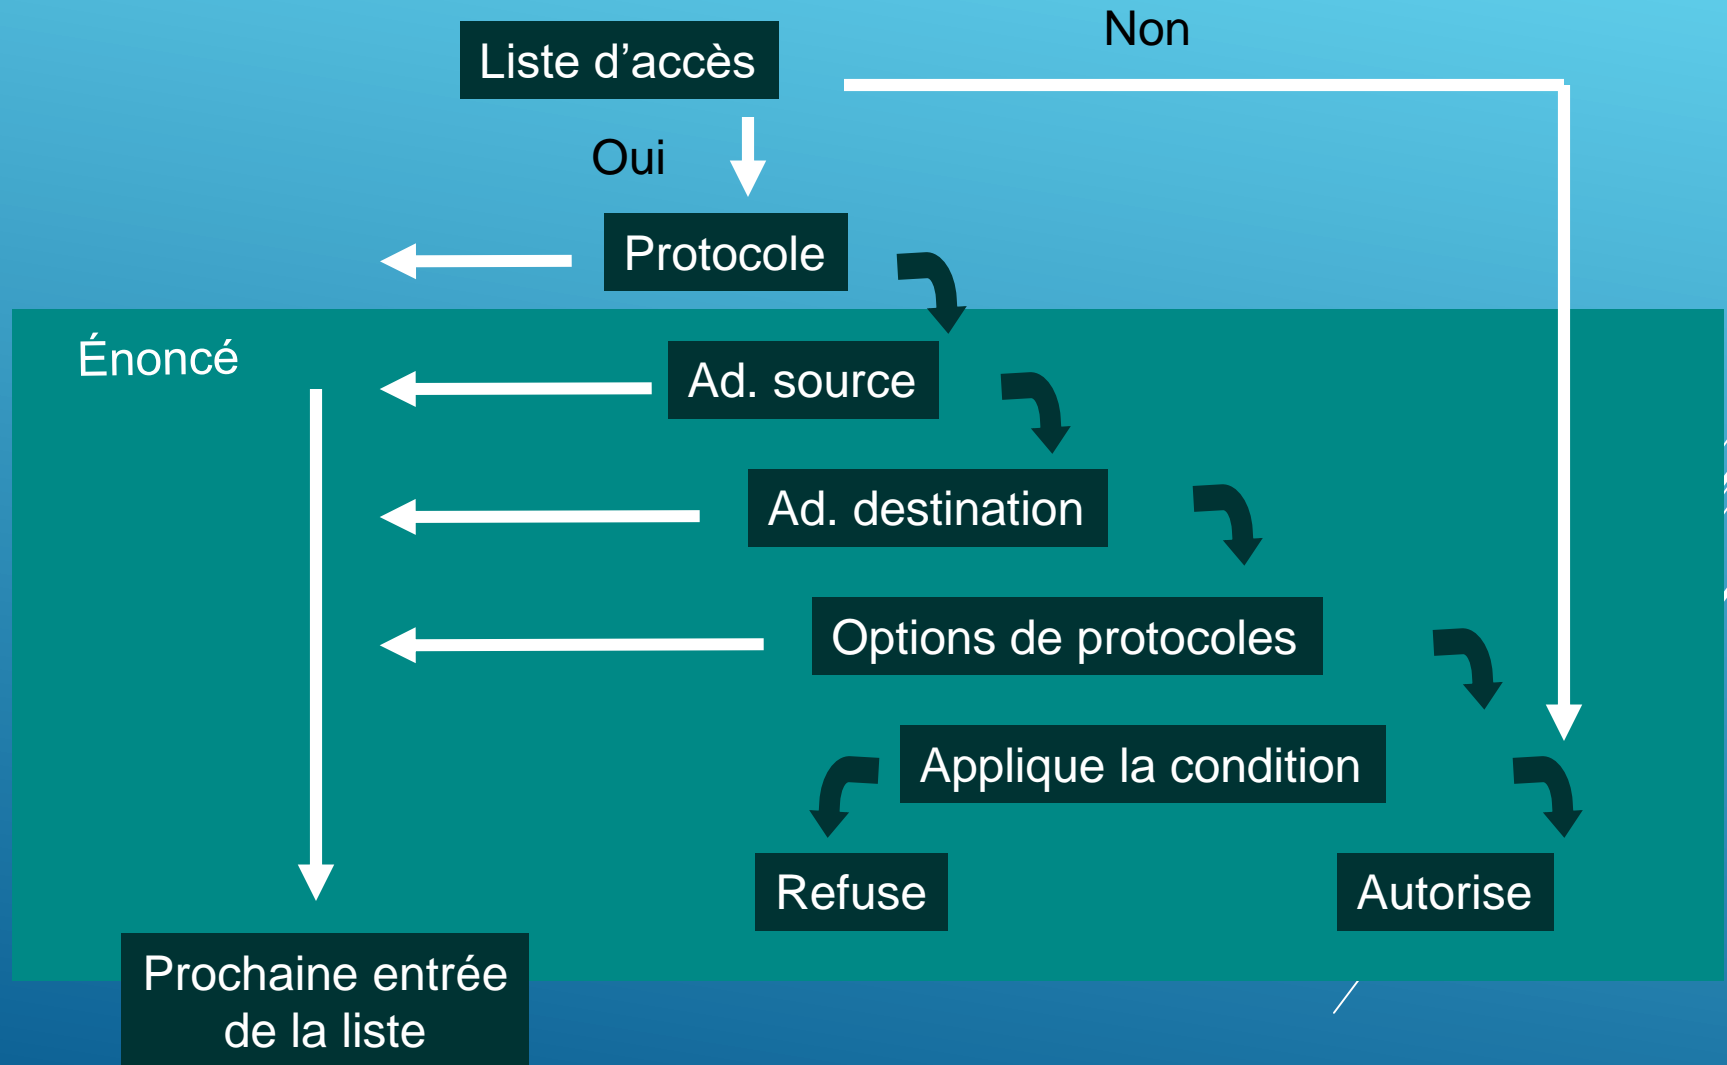 Non
Liste d’accès
Oui
Protocole
Énoncé
Ad. source
Ad. destination
Options de protocoles
Applique la condition
Refuse
Autorise
Prochaine entrée
de la liste